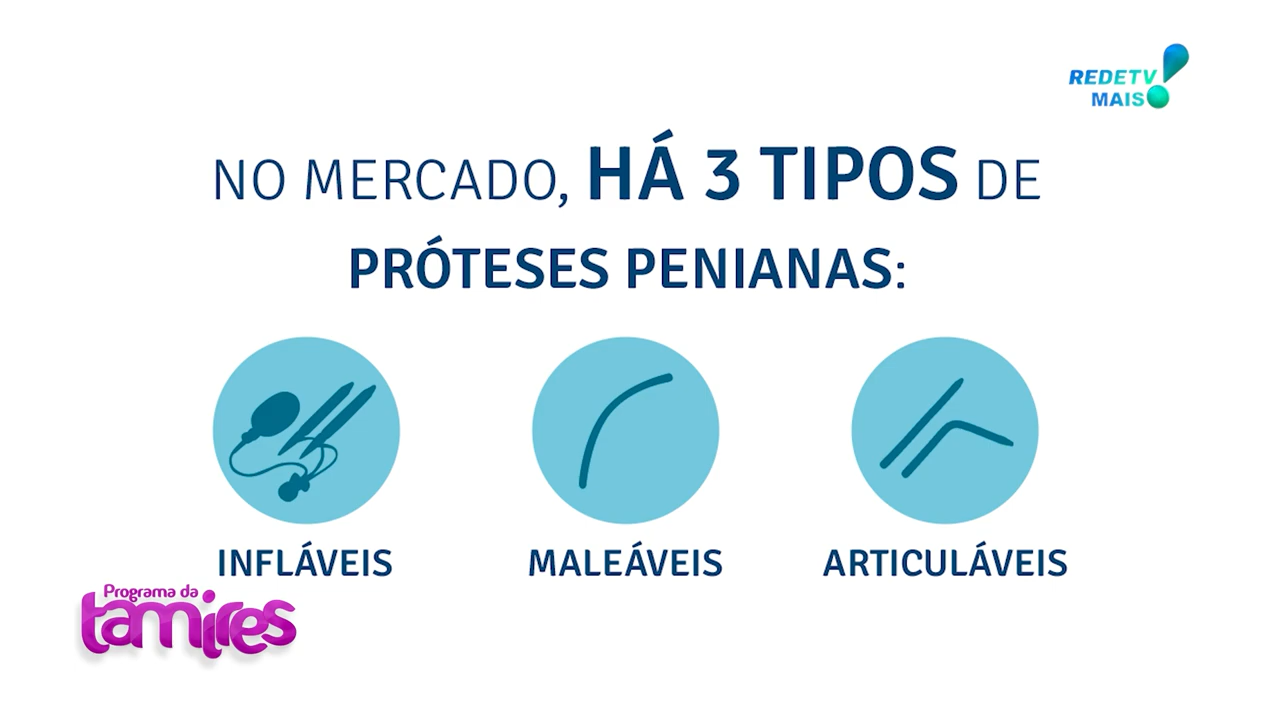 REDETV
MAIS
NO MERCADO, HÁ 3 TIPOS DE
PRÓTESES PENIANAS:
INFLÁVEIS MALEÁVEIS ARTICULÁVEIS
Programa da
tamires